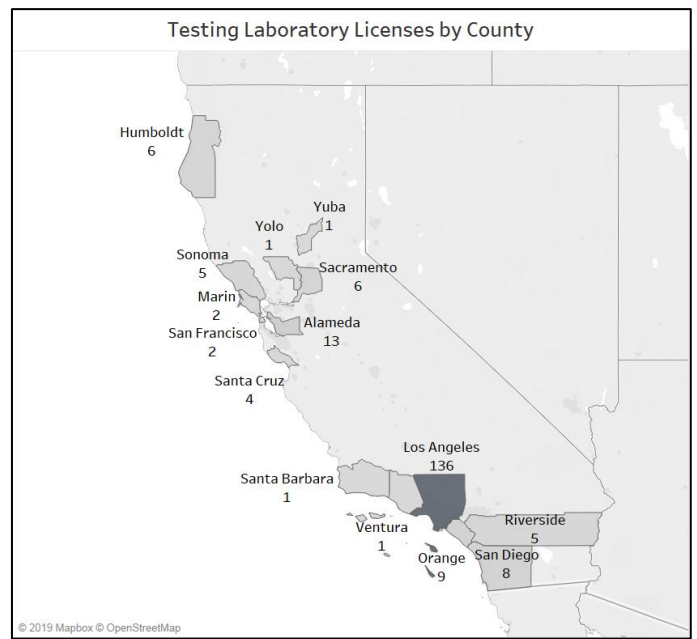 Testing Laboratory Licenses by County
Humboldt
6
Yuba
1
Yolo
1
Sonoma
5
Sacramento
6
Marin
2
Alameda
13
San Francisco
2
Santa Cruz
4
Los Angeles
136
Santa Barbara
1
Riverside
5
Ventura
1
Orange
9
San Diego
8
© 2019 Mapbox © OpenStreetMap